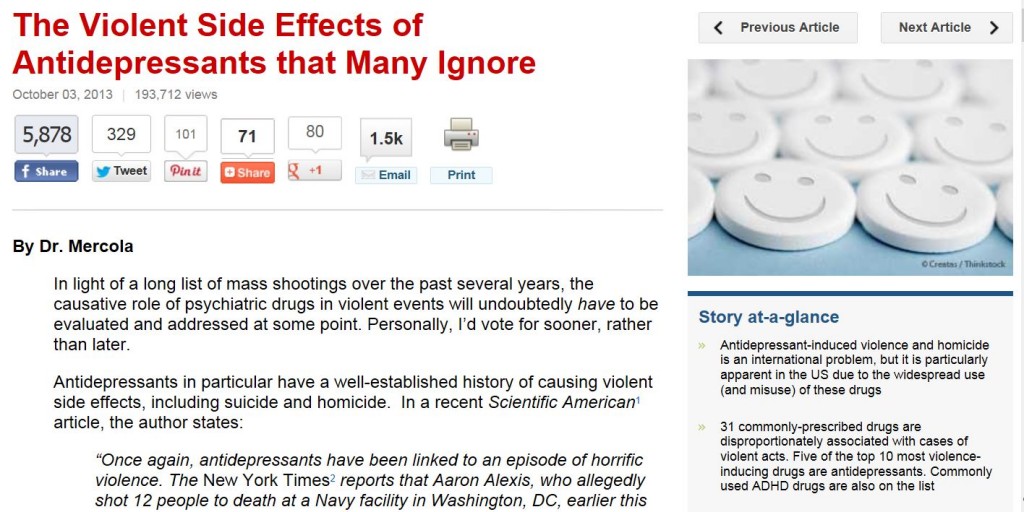 The Violent Side Effects of
Antidepressants that Many Ignore
October 03, 2013 | 193,712 views
5,878
329
101
71
80
1.5k
f Share
Tweet
Pin it
Share
g +1
Email
Print
By Dr. Mercola
In light of a long list of mass shootings over the past several years, the
causative role of psychiatric drugs in violent events will undoubtedly have to be
evaluated and addressed at some point. Personally, I'd vote for sooner, rather
than later.
Antidepressants in particular have a well-established history of causing violent
side effects, including suicide and homicide. In a recent Scientific American1
article, the author states:
“Once again, antidepressants have been linked to an episode of horrific
violence. The New York Times2 reports that Aaron Alexis, who allegedly
shot 12 people to death at a Navy facility in Washington, DC, earlier this
Previous Article
Next Article
© Creatas / Thinkstock
Story at-a-glance
» Antidepressant-induced violence and homicide
is an international problem, but it is particularly
apparent in the US due to the widespread use
(and misuse) of these drugs
» 31 commonly-prescribed drugs are
disproportionately associated with cases of
violent acts. Five of the top 10 most violence-
inducing drugs are antidepressants. Commonly
used ADHD drugs are also on the list